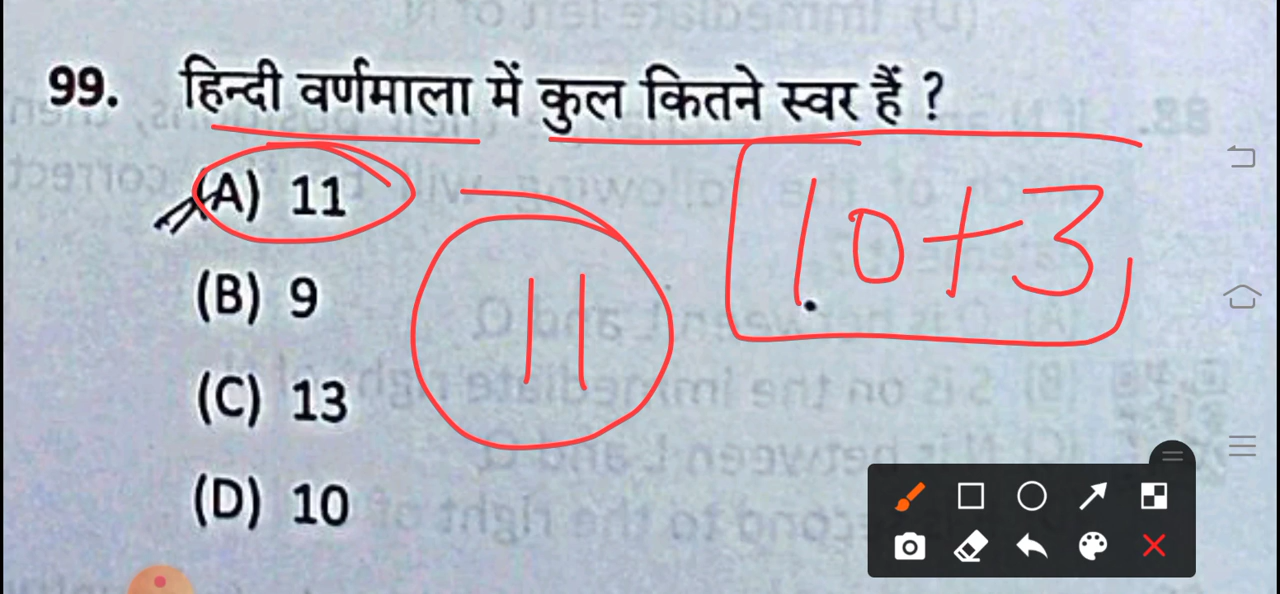 99. हिन्दी वर्णमाला में कुल कितने स्वर हैं ?
(A) 11
(B) 9
(C) 13
(D) 10
11
10+3